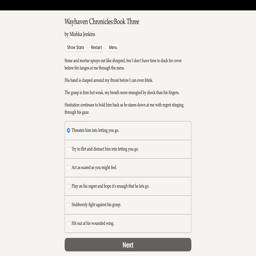 Wayhaven Chronicles:Book Three
by Mishka Jenkins
Show Stats Restart Menu
Stone and mortar sprays out like shrapnel, but I don't have time to duck for cover
before Sin lunges at me through the mess.
His hand is clasped around my throat before I can even blink.
The grasp is firm but weak, my breath more strangled by shock than his fingers.
Hesitation continues to hold him back as he stares down at me with regret stinging
through his gaze.
Threaten him into letting you go.
Try to flirt and distract him into letting you go.
Act as scared as you might feel.
Play on his regret and hope it's enough that he lets go.
Stubbornly fight against his grasp.
Hit out at his wounded wing.
Next